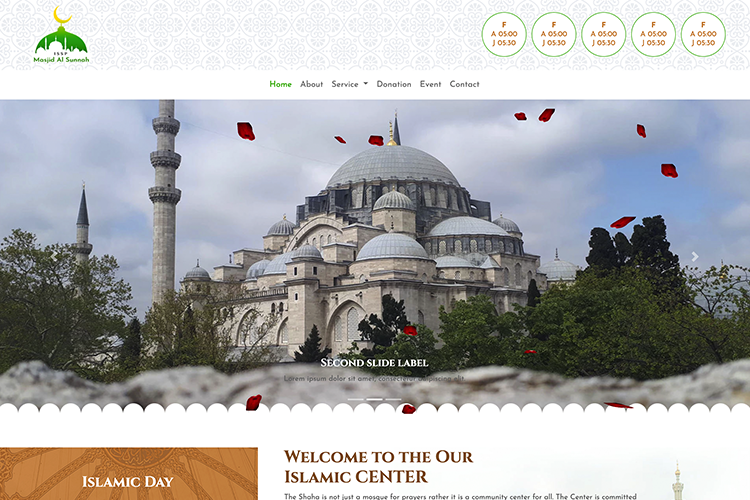 ISSP
Masjid Al Sunnah
F
A 05:00
J 05:30
F
A 05:00
J 05:30
F
A 05:00
J 05:30
F
A 05:00
J 05:30
F
A 05:00
J 05:30
Home About Service Donation Event Contact
Second slide label
Lorem ipsum dolor sit amet, consectetur adipiscing elit.
Islamic Day
Welcome to the Our
Islamic CENTER
The Shaha is not just a mosque for prayers rather it is a community center for all. The Center is committed